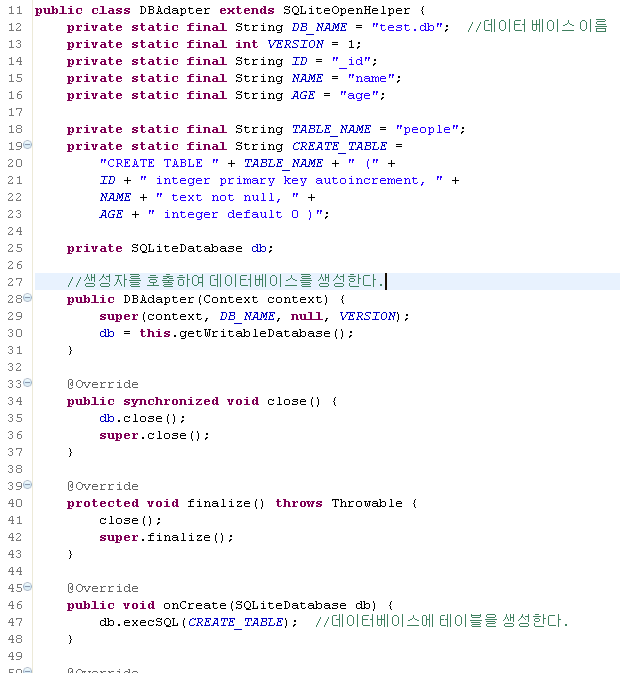 11 public class DBAdapter extends SQLiteOpenHelper {
12 private static final String DB_NAME = "test.db"; //데이터 베이스 이름
13 private static final int VERSION = 1;
14 private static final String ID = "_id";
15 private static final String NAME = "name";
16 private static final String AGE = "age";
17
18 private static final String TABLE_NAME = "people";
19 private static final String CREATE_TABLE =
20 "CREATE TABLE " + TABLE_NAME + " (" +
21 ID + " integer primary key autoincrement, " +
22 NAME + " text not null, " +
23 AGE + " integer default 0 )";
24
25 private SQLiteDatabase db;
26
27 //생성자를 호출하여 데이터베이스를 생성한다.
28 public DBAdapter(Context context) {
29 super(context, DB_NAME, null, VERSION);
30 db = this.getWritableDatabase();
31 }
32
33 @Override
34 public synchronized void close() {
35 db.close();
36 super.close();
37 }
38
39 @Override
40 protected void finalize() throws Throwable {
41 close();
42 super.finalize();
43 }
44
45 @Override
46 public void onCreate(SQLiteDatabase db) {
47 db.execSQL(CREATE_TABLE); //데이터베이스에 테이블을 생성한다.
48 }
49
50 @Override